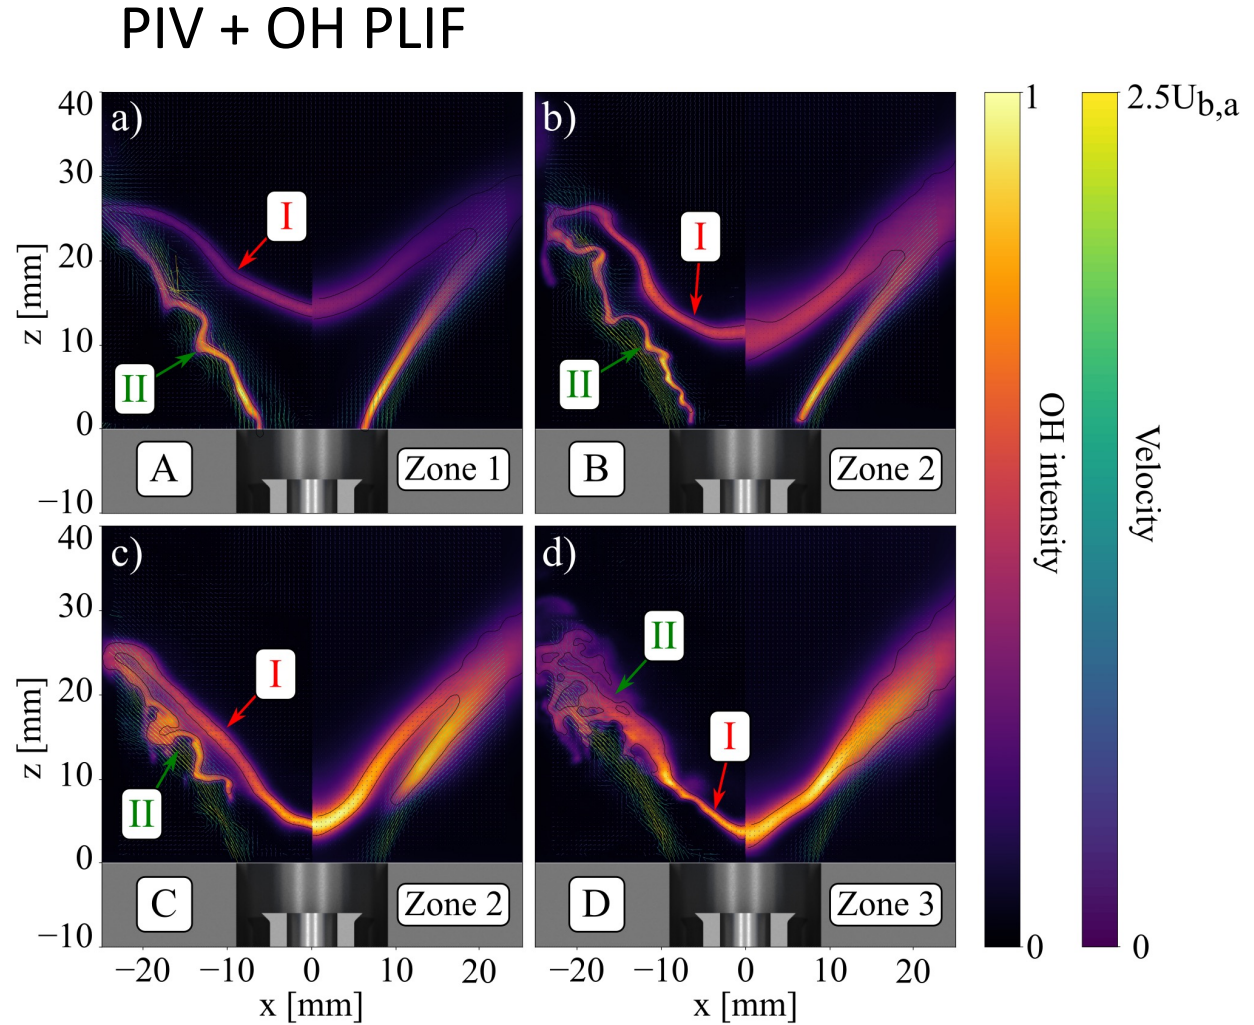 PIV + OH PLIF
a)
b)
40
30
20
10
0
−10
z [mm]
I
II
I
II
A
Zone 1
B
Zone 2
c)
d)
40
30
20
10
0
−10
z [mm]
I
II
II
I
C
Zone 2
D
Zone 3
−20 −10 0 10 20
−20 −10 0 10 20
x [mm]
x [mm]
1
0
OH intensity
2.5Ub,a
0
Velocity